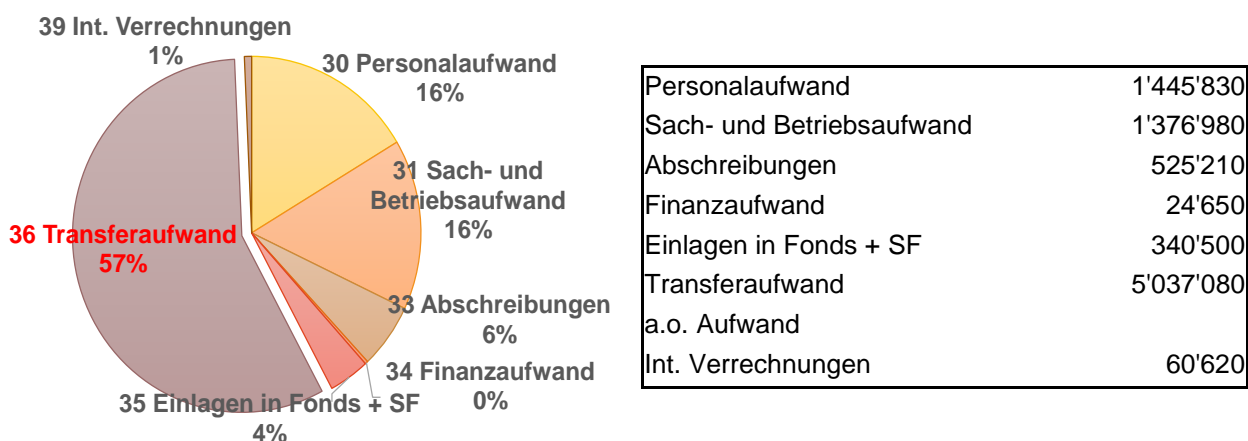 39 Int. Verrechnungen
1%
30 Personalaufwand
16%
31 Sach- und
Betriebsaufwand
16%
36 Transferaufwand
57%
33 Abschreibungen
6%
34 Finanzaufwand
0%
35 Einlagen in Fonds + SF
4%
Personalaufwand 1'445'830
Sach- und Betriebsaufwand 1'376'980
Abschreibungen 525'210
Finanzaufwand 24'650
Einlagen in Fonds + SF 340'500
Transferaufwand 5'037'080
a.o. Aufwand
Int. Verrechnungen 60'620